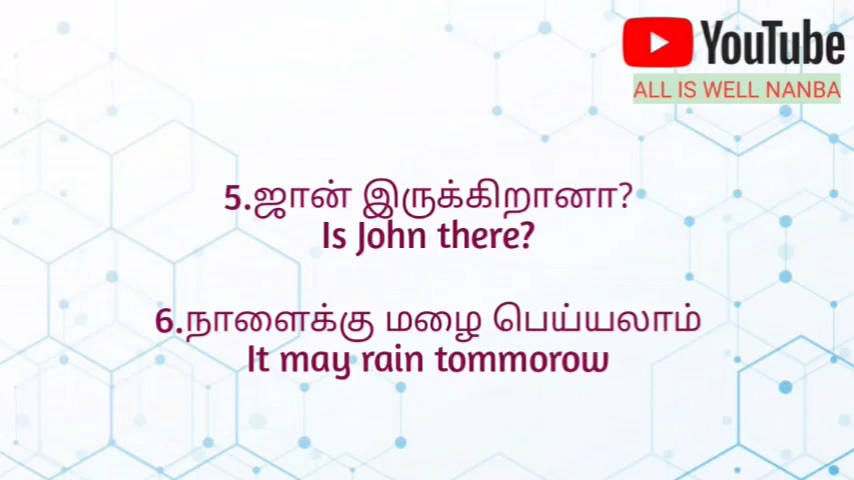 YouTube
ALL IS WELL NANBA
5.ஜான் இருக்கிறானா?
Is John there?
6.நாளைக்கு மழை பெய்யலாம்
It may rain tommorow